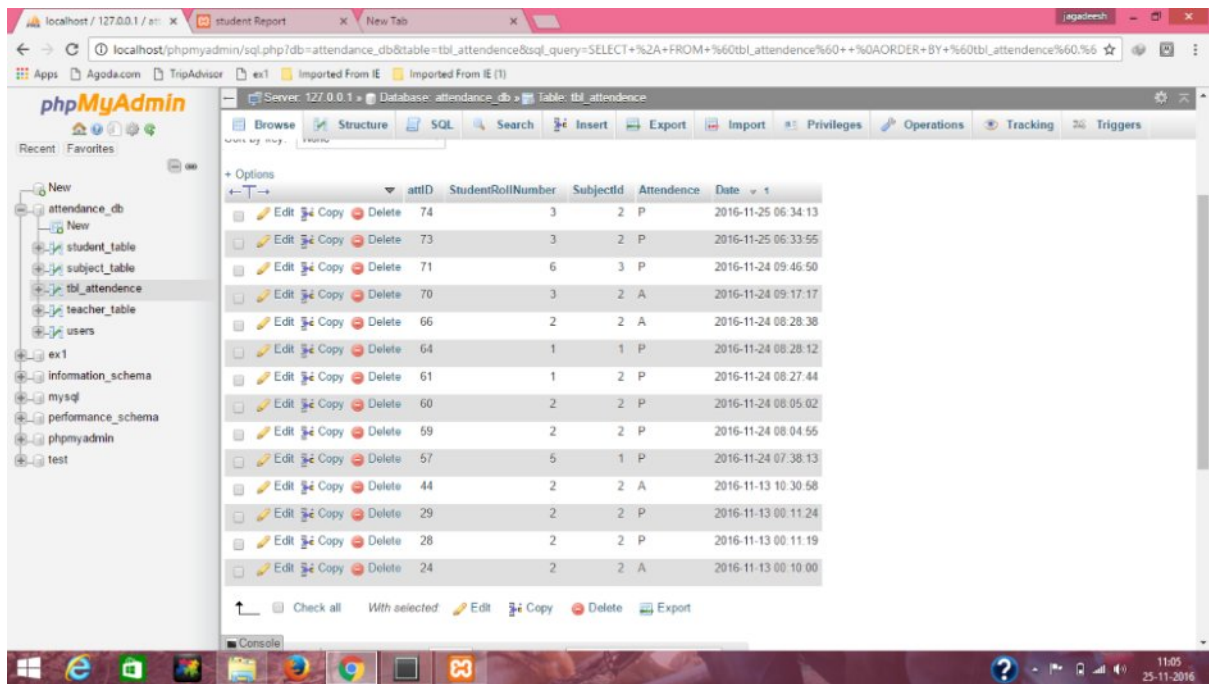 localhost / 127.0.0.1 / att student Report New Tab jagadeesh
localhost/phpmyadmin/sql.php?db=attendance_db&table=tbl_attendence&sql_query=SELECT+%2A+FROM+%60tbl_attendence%60++%0AORDER+BY+%60tbl_attendence%60.%6
Apps Agoda.com TripAdvisor ex1 Imported From IE Imported From IE (1)
phpMyAdmin
Recent Favorites
New
attendance_db
New
student_table
subject_table
tbl_attendence
teacher_table
users
ex1
information_schema
mysql
performance_schema
phpmyadmin
test
Server: 127.0.0.1 » Database: attendance_db » Table: tbl_attendence
Browse Structure SQL Search Insert Export Import Privileges Operations Tracking Triggers
Sort by key: None
+ Options
←T→ attID StudentRollNumber SubjectId Attendence Date 1
Edit Copy Delete 74 3 2 P 2016-11-25 06:34:13
Edit Copy Delete 73 3 2 P 2016-11-25 06:33:55
Edit Copy Delete 71 6 3 P 2016-11-24 09:46:50
Edit Copy Delete 70 3 2 A 2016-11-24 09:17:17
Edit Copy Delete 66 2 2 A 2016-11-24 08:28:38
Edit Copy Delete 64 1 1 P 2016-11-24 08:28:12
Edit Copy Delete 61 1 2 P 2016-11-24 08:27:44
Edit Copy Delete 60 2 2 P 2016-11-24 08:05:02
Edit Copy Delete 59 2 2 P 2016-11-24 08:04:55
Edit Copy Delete 57 5 1 P 2016-11-24 07:38:13
Edit Copy Delete 44 2 2 A 2016-11-13 10:30:58
Edit Copy Delete 29 2 2 P 2016-11-13 00:11:24
Edit Copy Delete 28 2 2 P 2016-11-13 00:11:19
Edit Copy Delete 24 2 2 A 2016-11-13 00:10:00
Check all With selected: Edit Copy Delete Export
Console
11:05
25-11-2016